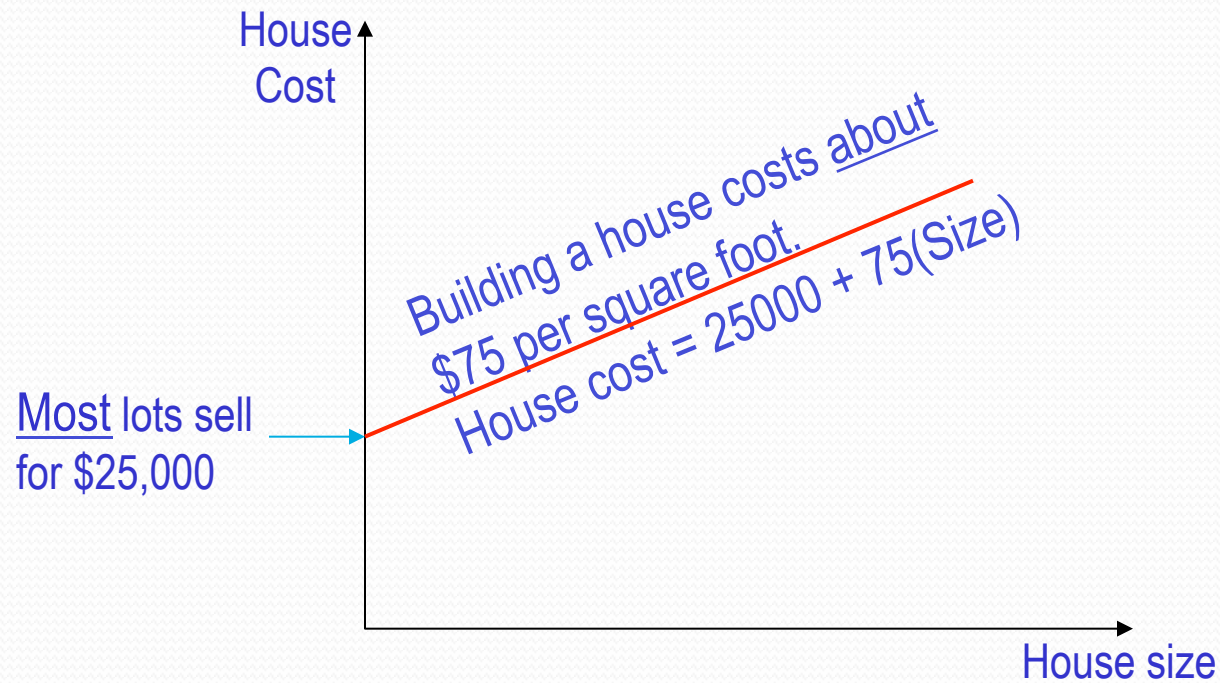 House
Cost
Building a house costs about
$75 per square foot.
House cost = 25000 + 75(Size)
Most lots sell
for $25,000
House size